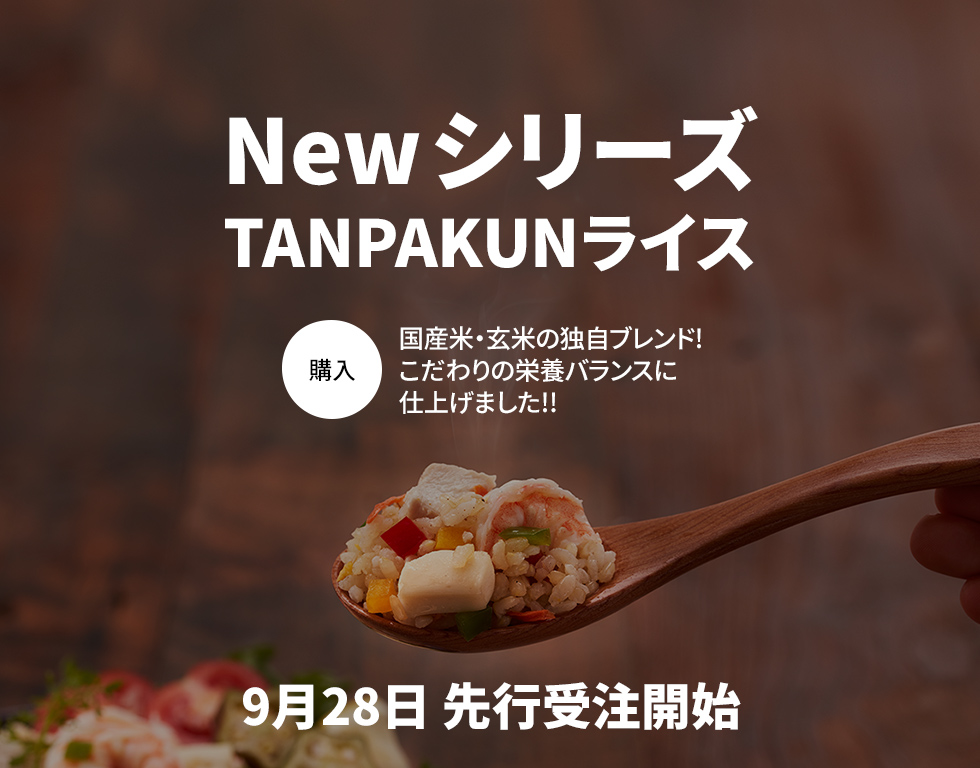 Newシリーズ
TANPAKUNライス
購入
国産米・玄米の独自ブレンド!
こだわりの栄養バランスに
仕上げました!!
9月28日 先行受注開始